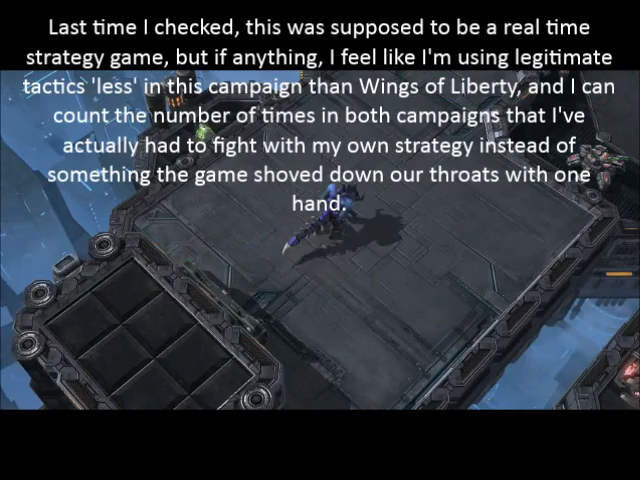 Last time I checked, this was supposed to be a real time
strategy game, but if anything, I feel like I'm using legitimate
tactics 'less' in this campaign than Wings of Liberty, and I can
count the number of times in both campaigns that I've
actually had to fight with my own strategy instead of
something the game shoved down our throats with one
hand.